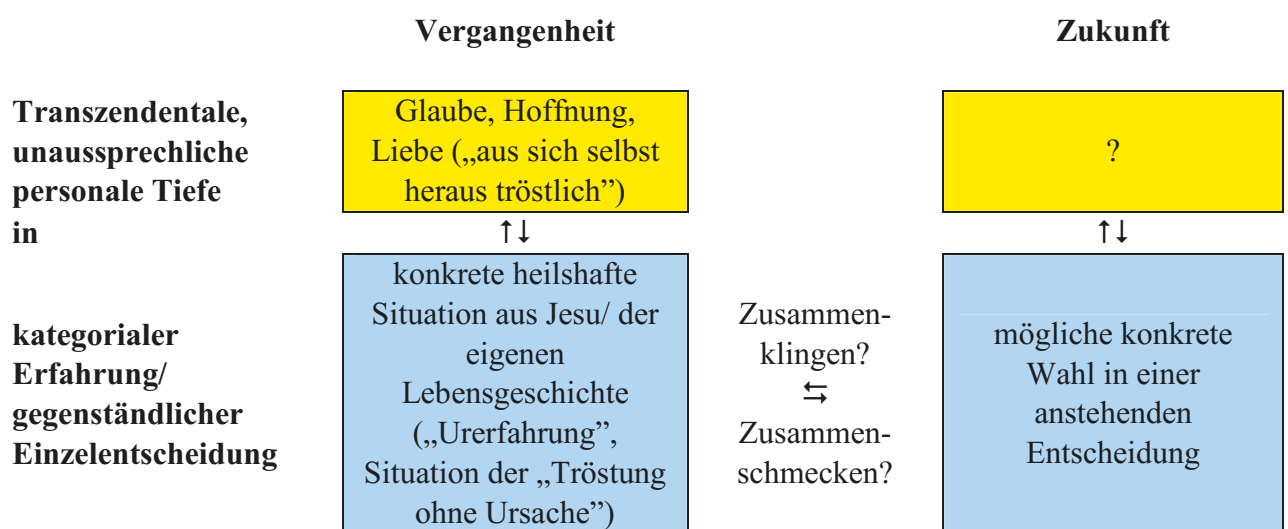 Vergangenheit
Zukunft
Transzendentale,
unaussprechliche
personale Tiefe
in
Glaube, Hoffnung,
Liebe („aus sich selbst
heraus tröstlich”)
?
↑↓
↑↓
kategorialer
Erfahrung/
gegenständlicher
Einzelentscheidung
konkrete heilshafte
Situation aus Jesu/ der
eigenen
Lebensgeschichte
(„Urerfahrung”,
Situation der „Tröstung
ohne Ursache”)
Zusammen-
klingen?
⇆
Zusammen-
schmecken?
mögliche konkrete
Wahl in einer
anstehenden
Entscheidung